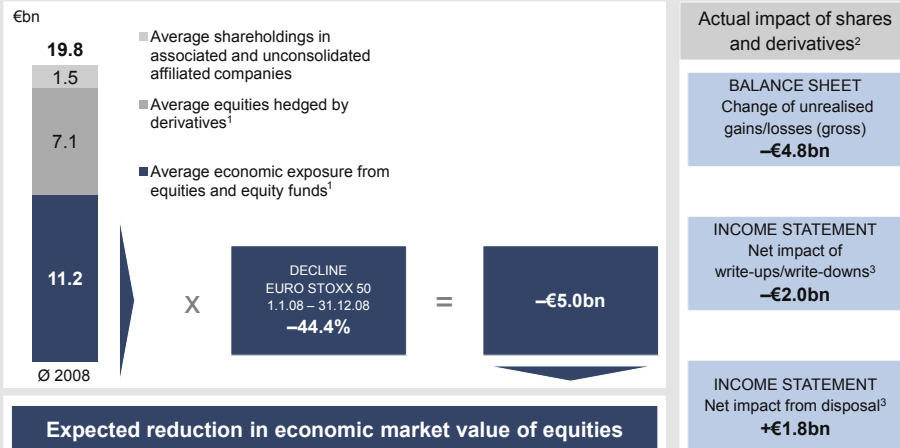 €bn
19.8
1.5
7.1
11.2
Ø 2008
Average shareholdings in
associated and unconsolidated
affiliated companies
Average equities hedged by
derivatives¹
Average economic exposure from
equities and equity funds¹
x
DECLINE
EURO STOXX 50
1.1.08 – 31.12.08
–44.4%
=
–€5.0bn
Expected reduction in economic market value of equities
Actual impact of shares
and derivatives²
BALANCE SHEET
Change of unrealised
gains/losses (gross)
–€4.8bn
INCOME STATEMENT
Net impact of
write-ups/write-downs³
–€2.0bn
INCOME STATEMENT
Net impact from disposal³
+€1.8bn